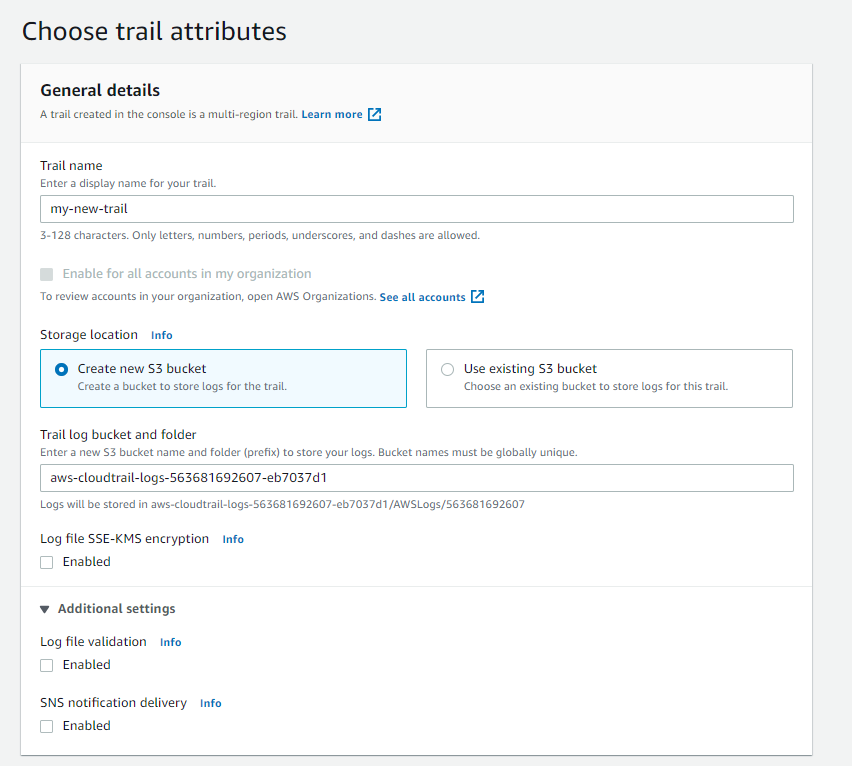 Choose trail attributes
General details
A trail created in the console is a multi-region trail. Learn more
Trail name
Enter a display name for your trail.
my-new-trail
3-128 characters. Only letters, numbers, periods, underscores, and dashes are allowed.
Enable for all accounts in my organization
To review accounts in your organization, open AWS Organizations. See all accounts
Storage location Info
Create new S3 bucket
Create a bucket to store logs for the trail.
Use existing S3 bucket
Choose an existing bucket to store logs for this trail.
Trail log bucket and folder
Enter a new S3 bucket name and folder (prefix) to store your logs. Bucket names must be globally unique.
aws-cloudtrail-logs-563681692607-eb7037d1
Logs will be stored in aws-cloudtrail-logs-563681692607-eb7037d1/AWSLogs/563681692607
Log file SSE-KMS encryption Info
Enabled
Additional settings
Log file validation Info
Enabled
SNS notification delivery Info
Enabled